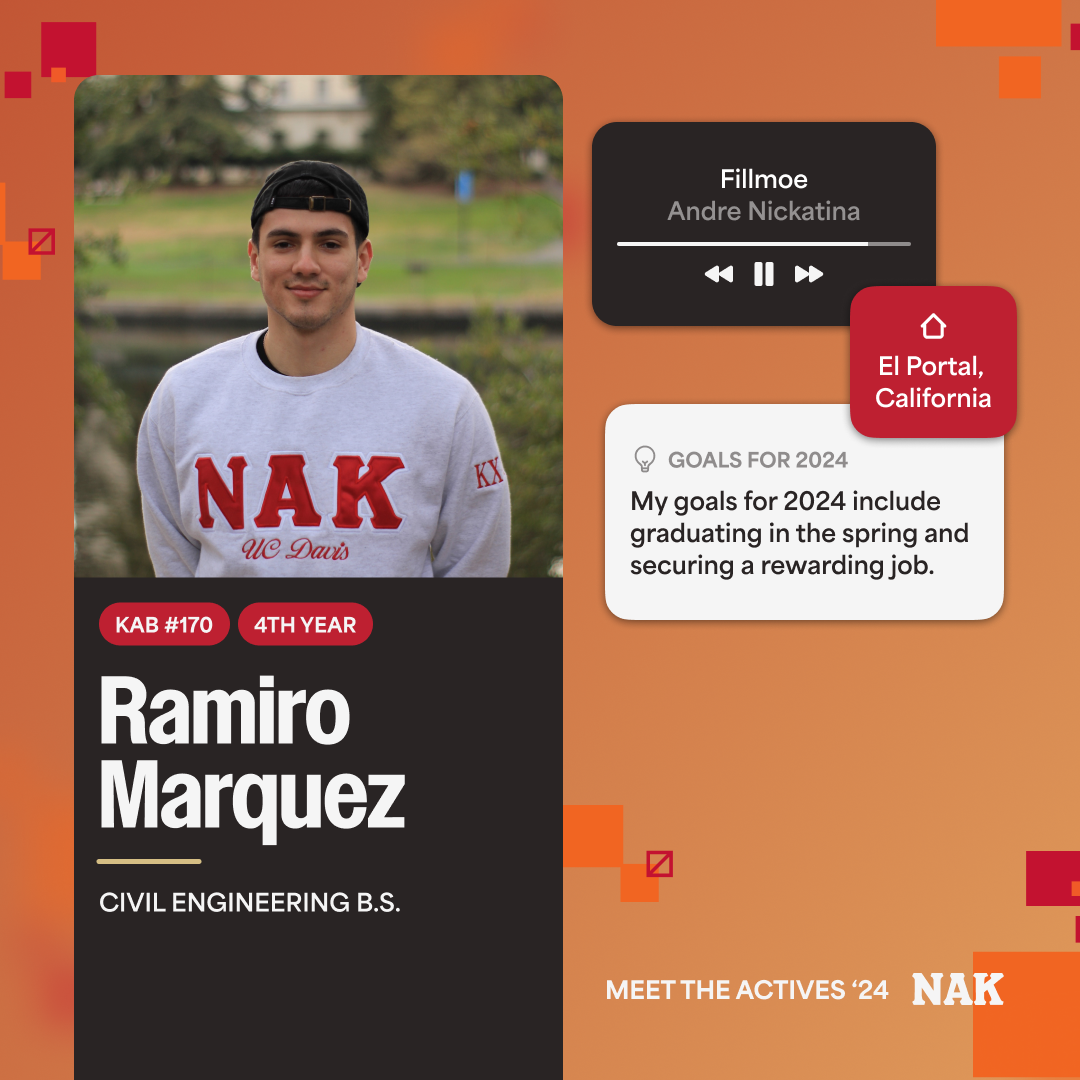 NAK
UC Davis
KX
KAB #170
4TH YEAR
Ramiro
Marquez
CIVIL ENGINEERING B.S.
Fillmoe
Andre Nickatina
El Portal,
California
GOALS FOR 2024
My goals for 2024 include
graduating in the spring and
securing a rewarding job.
MEET THE ACTIVES ‘24
NAK